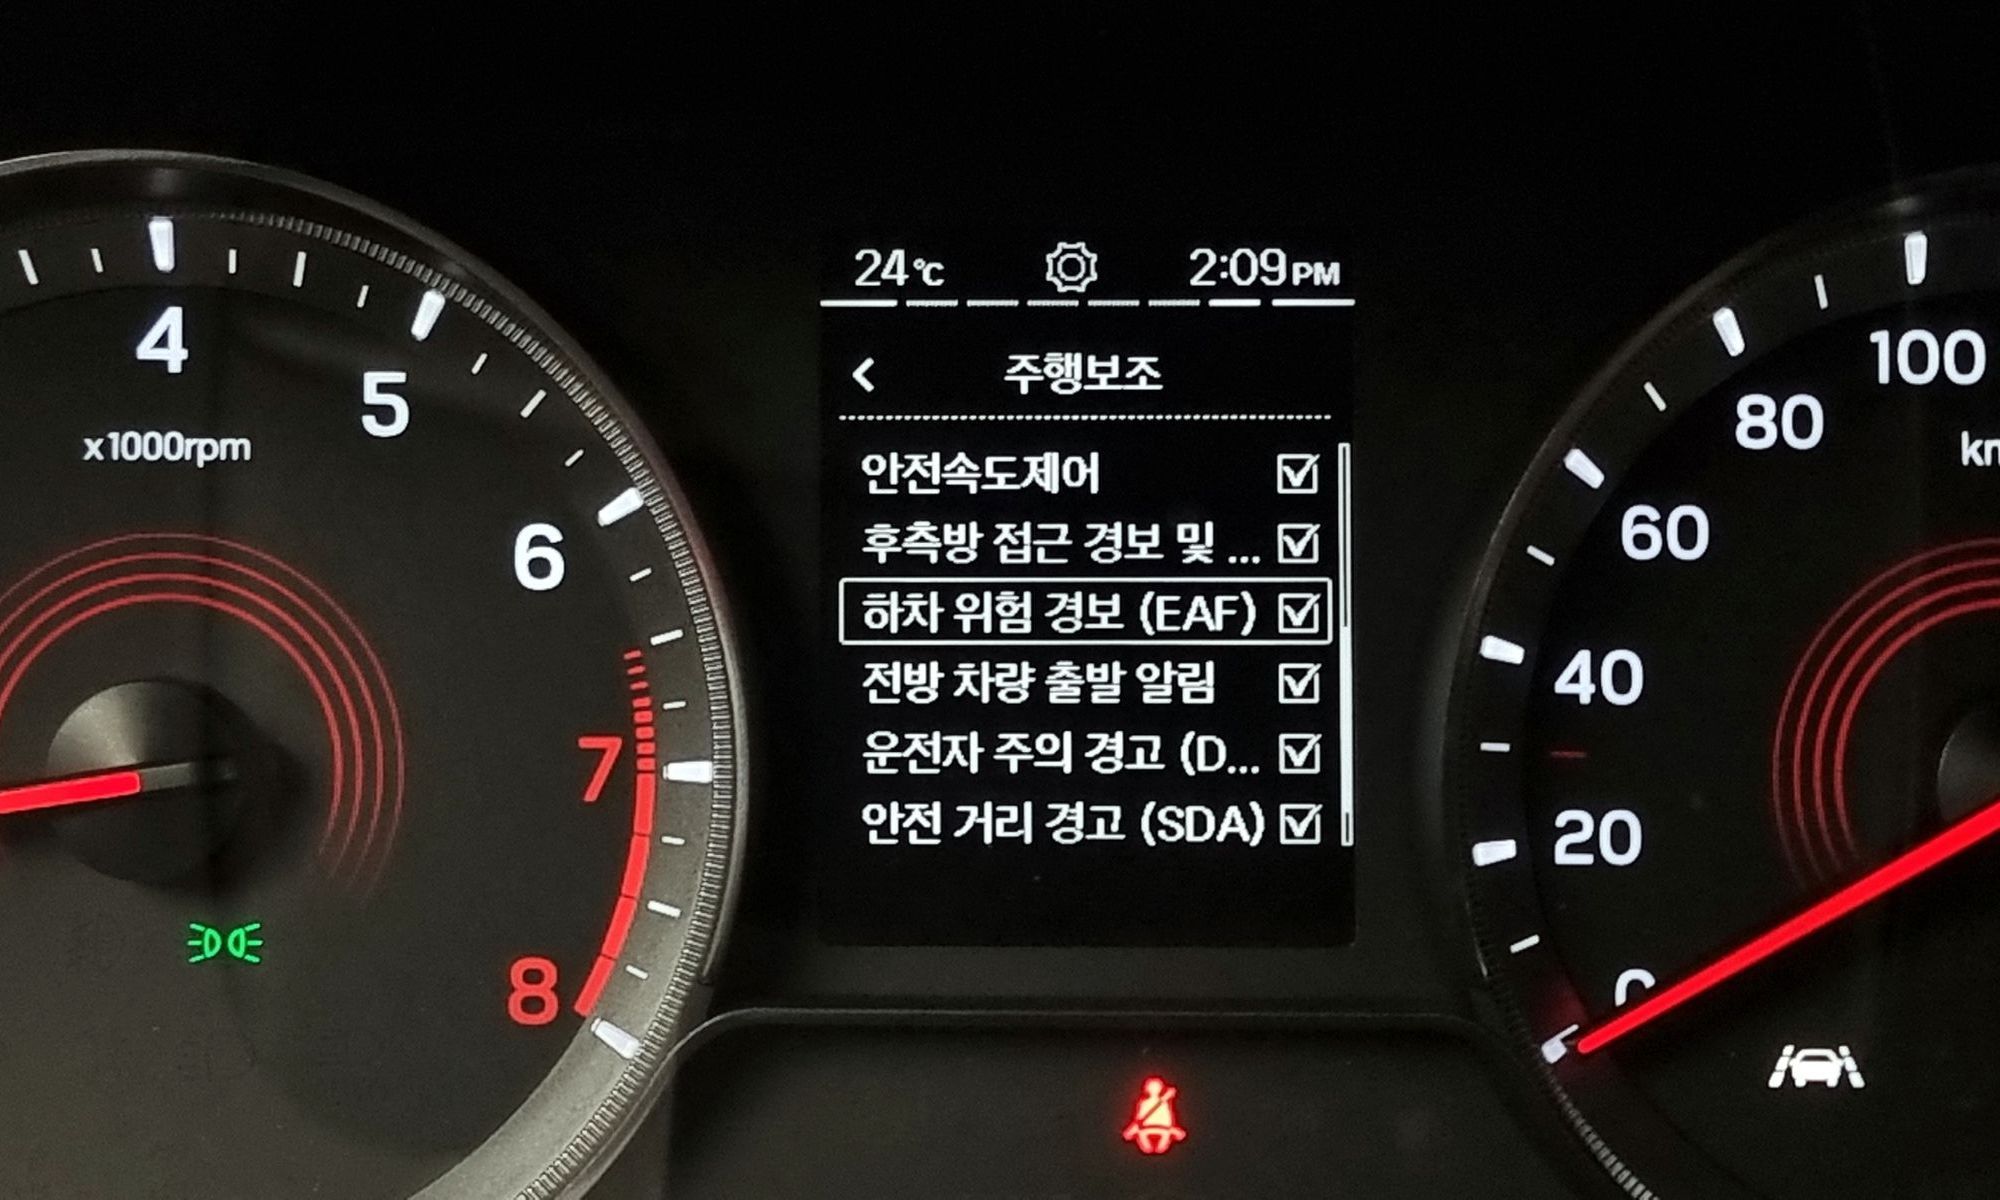 4
5
x1000rpm
6
7
8
24℃ 2:09PM
주행보조
안전속도제어
후측방 접근 경보 및 ...
하차 위험 경보 (EAF)
전방 차량 출발 알림
운전자 주의 경고 (D...
안전 거리 경고 (SDA)
100
80
60
40
20
0